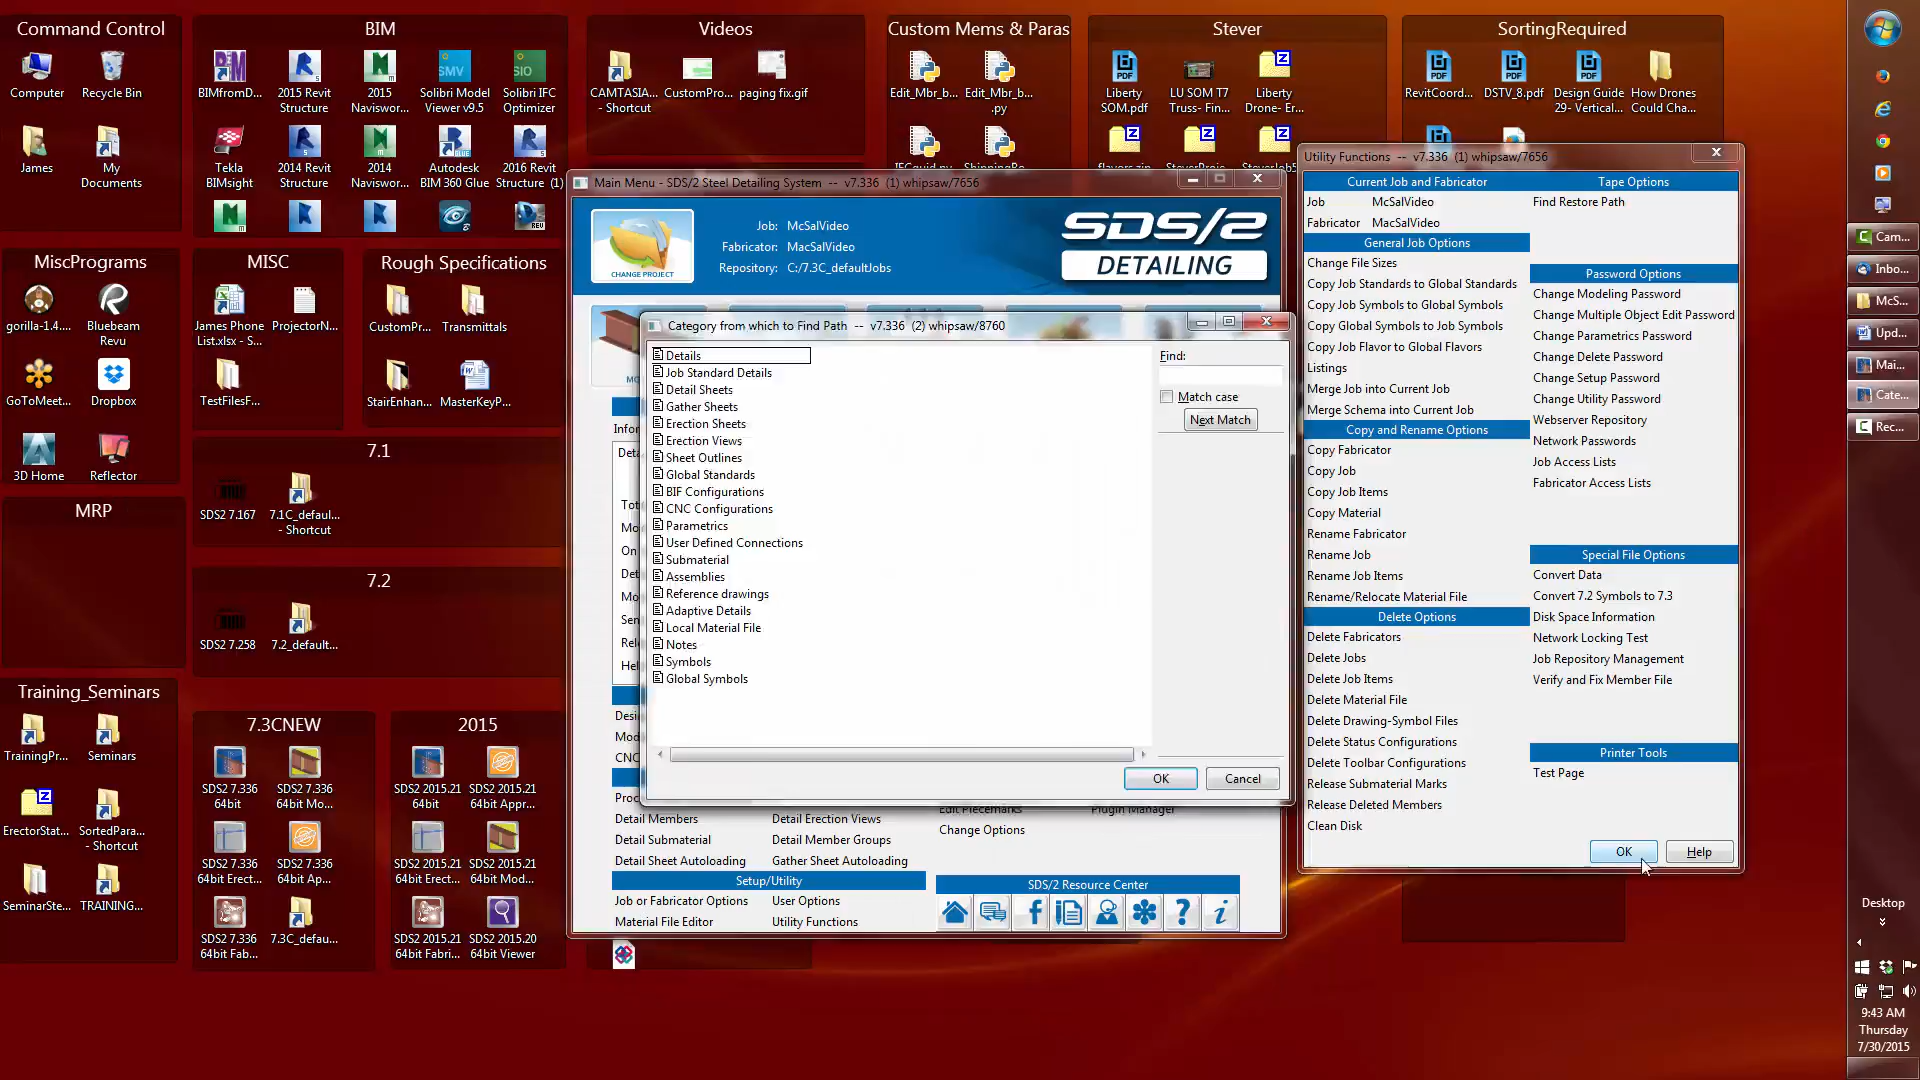 Command Control
BIM
Videos
Custom Mems & Paras
Stever
SortingRequired
Computer
Recycle Bin
BIMfromD...
2015 Revit Structure
2015 Naviswor...
Solibri Model Viewer v9.5
Solibri IFC Optimizer
CAMTASIA... - Shortcut
CustomPro...
paging fix.gif
Edit_Mbr_b...
Edit_Mbr_b... .py
Liberty SOM.pdf
LU SOM T7 Truss- Fin...
Liberty Drone- Er...
RevitCoord...
DSTV_8.pdf
Design Guide 29- Vertical...
How Drones Could Cha...
James
My Documents
Tekla BIMsight
2014 Revit Structure
2014 Naviswor...
Autodesk BIM 360 Glue
2016 Revit Structure (1)
MiscPrograms
MISC
Rough Specifications
gorilla-1.4....
Bluebeam Revu
James Phone List.xlsx - S...
ProjectorN...
CustomPr...
Transmittals
GoToMeet...
Dropbox
TestFilesF...
StairEnhan...
MasterKeyP...
3D Home
Reflector
7.1
SDS2 7.167
7.1C_defaul... - Shortcut
MRP
7.2
SDS2 7.258
7.2_default...
Training_Seminars
TrainingPr...
Seminars
ErectorStat...
SortedPara... - Shortcut
SeminarSte...
TRAINING...
7.3CNEW
2015
SDS2 7.336 64bit
SDS2 7.336 64bit Mo...
SDS2 2015.21 64bit
SDS2 2015.21 64bit Appr...
SDS2 7.336 64bit Erect...
SDS2 7.336 64bit Ap...
SDS2 2015.21 64bit Erect...
SDS2 2015.21 64bit Mod...
SDS2 7.336 64bit Fab...
7.3C_defau...
SDS2 2015.21 64bit Fabri...
SDS2 2015.20 64bit Viewer
Main Menu - SDS/2 Steel Detailing System -- v7.336 (1) whipsaw/7656
CHANGE PROJECT
Job: McSalVideo
Fabricator: MacSalVideo
Repository: C:/7.3C_defaultJobs
SDS/2
DETAILING
Category from which to Find Path -- v7.336 (2) whipsaw/8760
Details
Job Standard Details
Detail Sheets
Gather Sheets
Erection Sheets
Erection Views
Sheet Outlines
Global Standards
BIF Configurations
CNC Configurations
Parametrics
User Defined Connections
Submaterial
Assemblies
Reference drawings
Adaptive Details
Local Material File
Notes
Symbols
Global Symbols
Find:
Match case
Next Match
OK
Cancel
Detail Members
Detail Submaterial
Detail Sheet Autoloading
Detail Erection Views
Detail Member Groups
Gather Sheet Autoloading
Edit Piecemarks
Plugin Manager
Change Options
Setup/Utility
Job or Fabricator Options
User Options
Material File Editor
Utility Functions
SDS/2 Resource Center
Utility Functions -- v7.336 (1) whipsaw/7656
Current Job and Fabricator
Job McSalVideo
Fabricator MacSalVideo
General Job Options
Change File Sizes
Copy Job Standards to Global Standards
Copy Job Symbols to Global Symbols
Copy Global Symbols to Job Symbols
Copy Job Flavor to Global Flavors
Listings
Merge Job into Current Job
Merge Schema into Current Job
Copy and Rename Options
Copy Fabricator
Copy Job
Copy Job Items
Copy Material
Rename Fabricator
Rename Job
Rename Job Items
Rename/Relocate Material File
Delete Options
Delete Fabricators
Delete Jobs
Delete Job Items
Delete Material File
Delete Drawing-Symbol Files
Delete Status Configurations
Delete Toolbar Configurations
Release Submaterial Marks
Release Deleted Members
Clean Disk
Tape Options
Find Restore Path
Password Options
Change Modeling Password
Change Multiple Object Edit Password
Change Parametrics Password
Change Delete Password
Change Setup Password
Change Utility Password
Webserver Repository
Network Passwords
Job Access Lists
Fabricator Access Lists
Special File Options
Convert Data
Convert 7.2 Symbols to 7.3
Disk Space Information
Network Locking Test
Job Repository Management
Verify and Fix Member File
Printer Tools
Test Page
OK
Help
Cam...
Inbo...
McS...
Upd...
Mai...
Cate...
Rec...
Desktop
9:43 AM
Thursday
7/30/2015